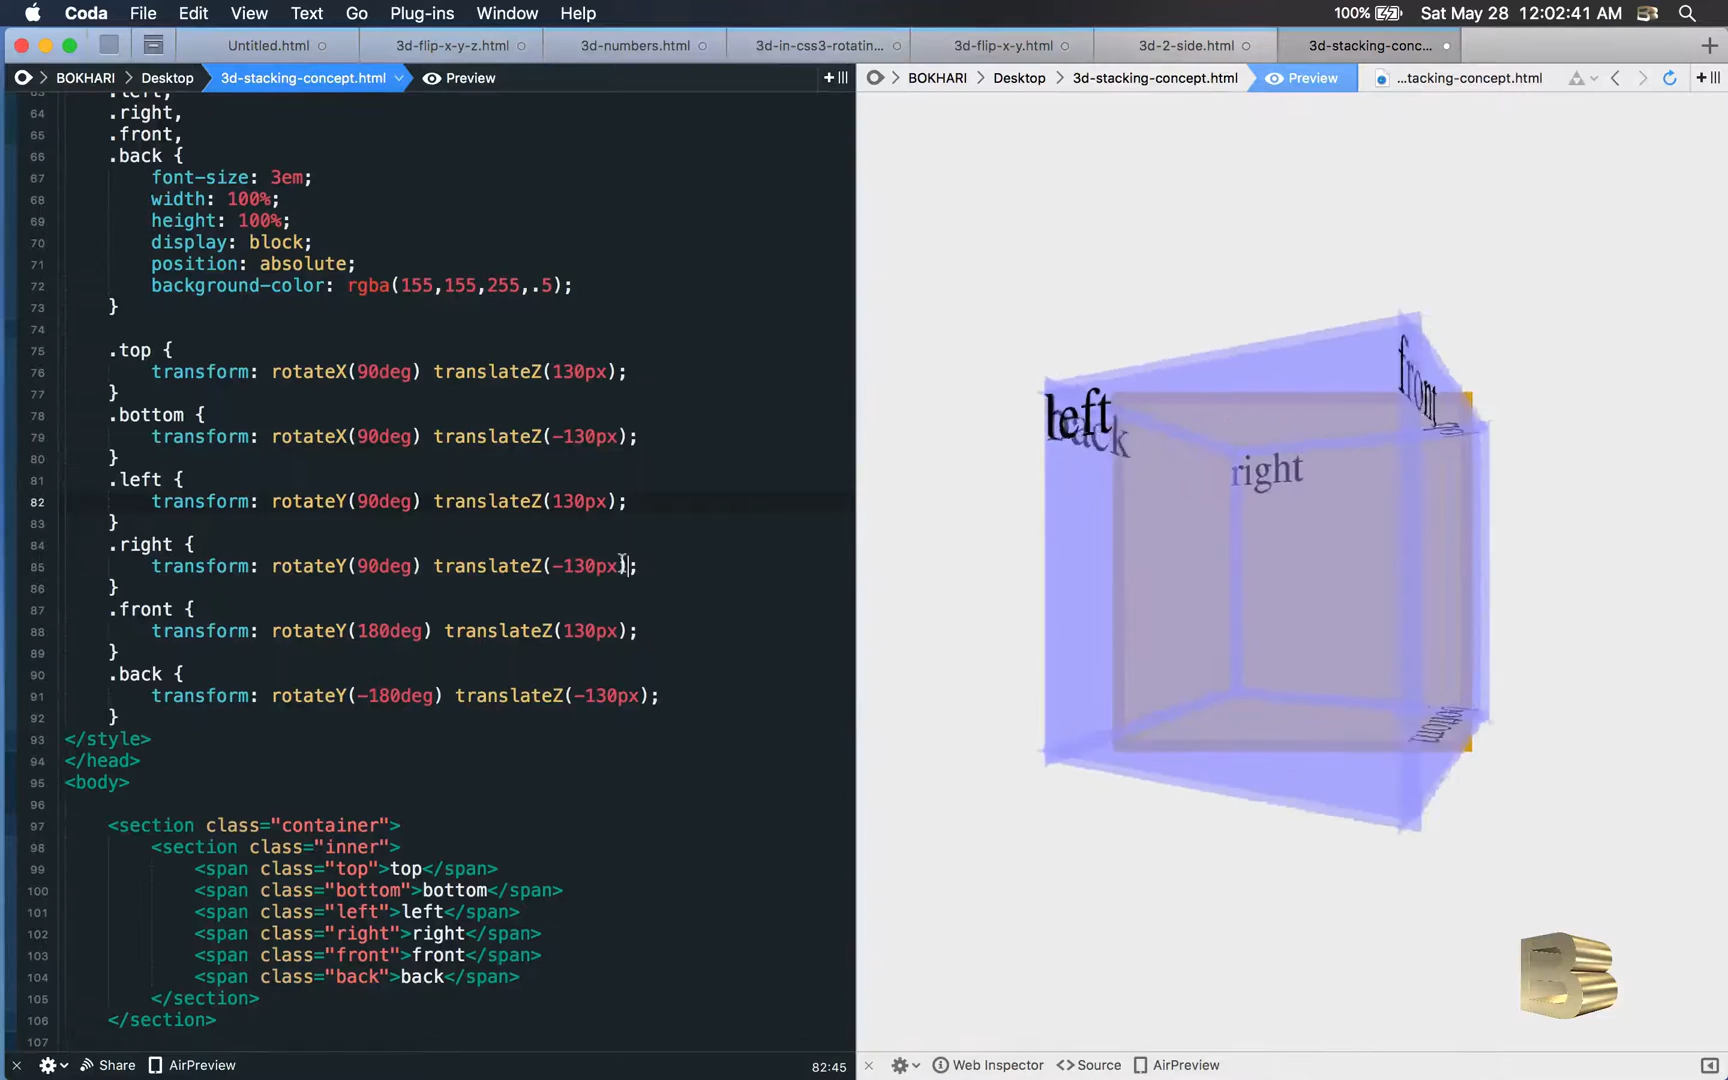 Coda File Edit View Text Go Plug-ins Window Help 100% Sat May 28 12:02:41 AM
Untitled.html 3d-flip-x-y-z.html 3d-numbers.html 3d-in-css3-rotatin... 3d-flip-x-y.html 3d-2-side.html 3d-stacking-conc...
BOKHARI Desktop 3d-stacking-concept.html Preview
BOKHARI Desktop 3d-stacking-concept.html Preview ...tacking-concept.html
63 .left,
64 .right,
65 .front,
66 .back {
67 font-size: 3em;
68 width: 100%;
69 height: 100%;
70 display: block;
71 position: absolute;
72 background-color: rgba(155,155,255,.5);
73 }
74
75 .top {
76 transform: rotateX(90deg) translateZ(130px);
77 }
78 .bottom {
79 transform: rotateX(90deg) translateZ(-130px);
80 }
81 .left {
82 transform: rotateY(90deg) translateZ(130px);
83 }
84 .right {
85 transform: rotateY(90deg) translateZ(-130px);
86 }
87 .front {
88 transform: rotateY(180deg) translateZ(130px);
89 }
90 .back {
91 transform: rotateY(-180deg) translateZ(-130px);
92 }
93 </style>
94 </head>
95 <body>
96
97 <section class="container">
98 <section class="inner">
99 <span class="top">top</span>
100 <span class="bottom">bottom</span>
101 <span class="left">left</span>
102 <span class="right">right</span>
103 <span class="front">front</span>
104 <span class="back">back</span>
105 </section>
106 </section>
107
Share AirPreview 82:45
front
left
back
right
bottom
B
Web Inspector Source AirPreview